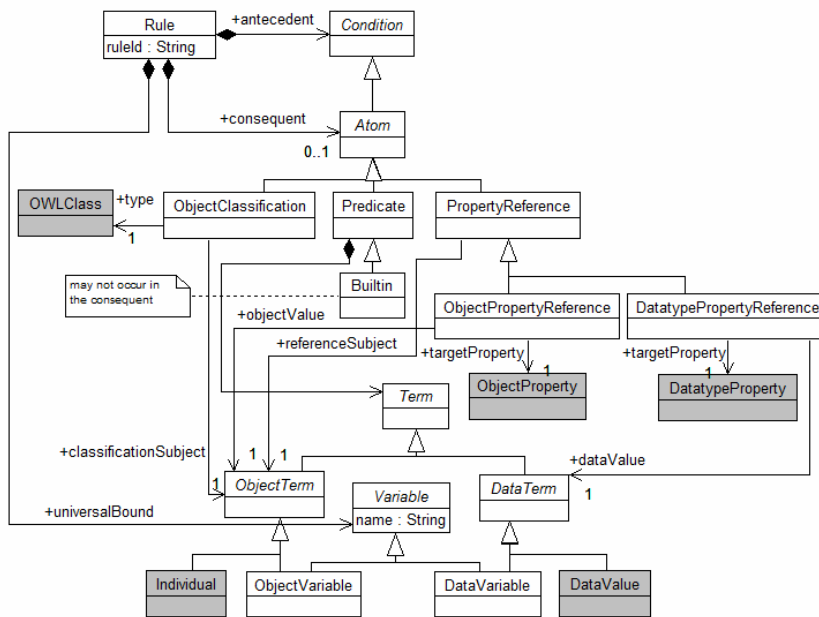 Rule
ruleId : String
+antecedent
Condition
+consequent
Atom
0..1
OWLClass
+type
1
ObjectClassification
Predicate
PropertyReference
may not occur in
the consequent
Builtin
ObjectPropertyReference
DatatypePropertyReference
+objectValue
+referenceSubject
+targetProperty
1
+targetProperty
1
ObjectProperty
DatatypeProperty
Term
+classificationSubject
1
1
1
+dataValue
1
ObjectTerm
Variable
name : String
DataTerm
+universalBound
Individual
ObjectVariable
DataVariable
DataValue